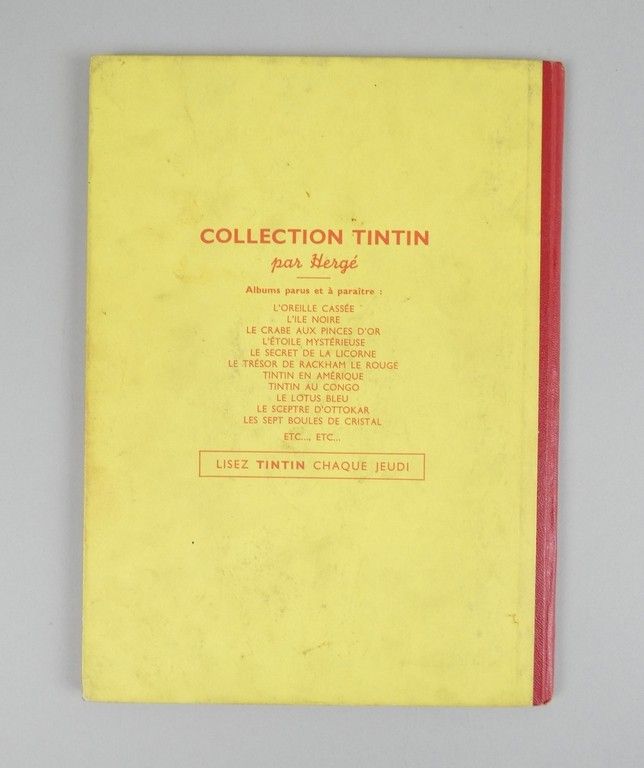 COLLECTION TINTIN
par Hergé
Albums parus et à paraître :
L'OREILLE CASSÉE
L'ILE NOIRE
LE CRABE AUX PINCES D'OR
L'ÉTOILE MYSTÉRIEUSE
LE SECRET DE LA LICORNE
LE TRÉSOR DE RACKHAM LE ROUGE
TINTIN EN AMÉRIQUE
TINTIN AU CONGO
LE LOTUS BLEU
LE SCEPTRE D'OTTOKAR
LES SEPT BOULES DE CRISTAL
ETC..., ETC...
LISEZ TINTIN CHAQUE JEUDI